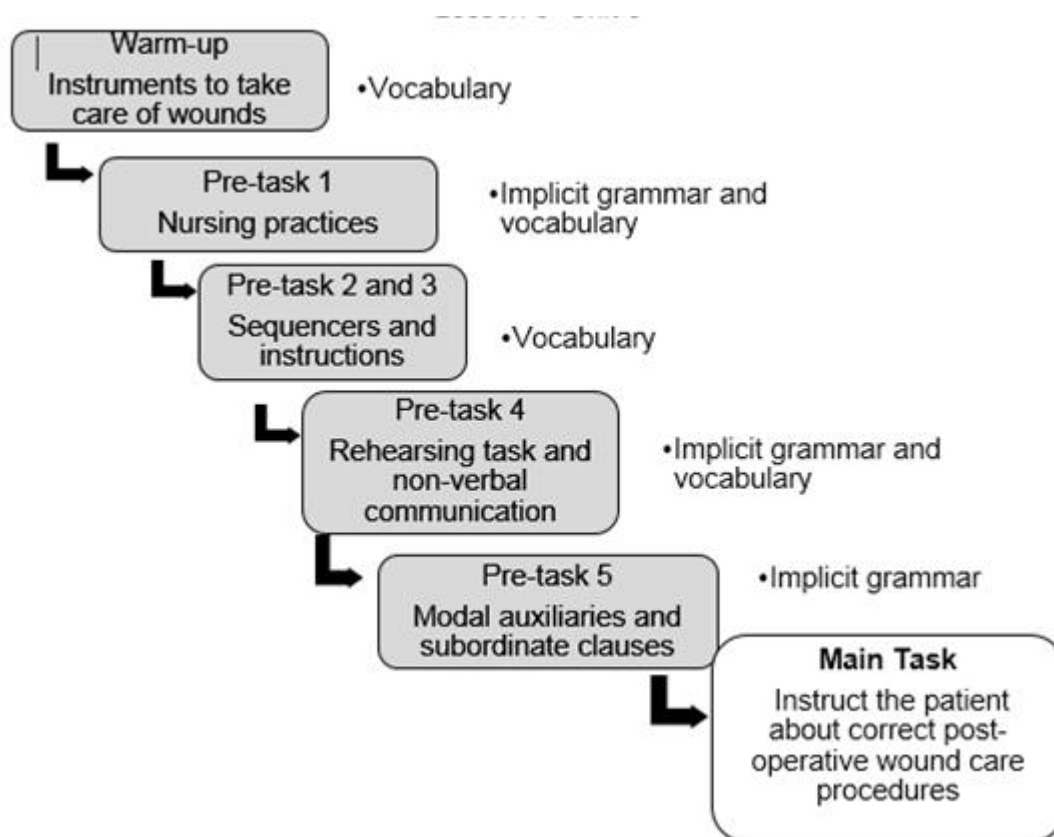 Warm-up
Instruments to take
care of wounds
•Vocabulary
Pre-task 1
Nursing practices
•Implicit grammar and
vocabulary
Pre-task 2 and 3
Sequencers and
instructions
•Vocabulary
Pre-task 4
Rehearsing task and
non-verbal
communication
•Implicit grammar and
vocabulary
Pre-task 5
Modal auxiliaries and
subordinate clauses
•Implicit grammar
Main Task
Instruct the patient
about correct post-
operative wound care
procedures